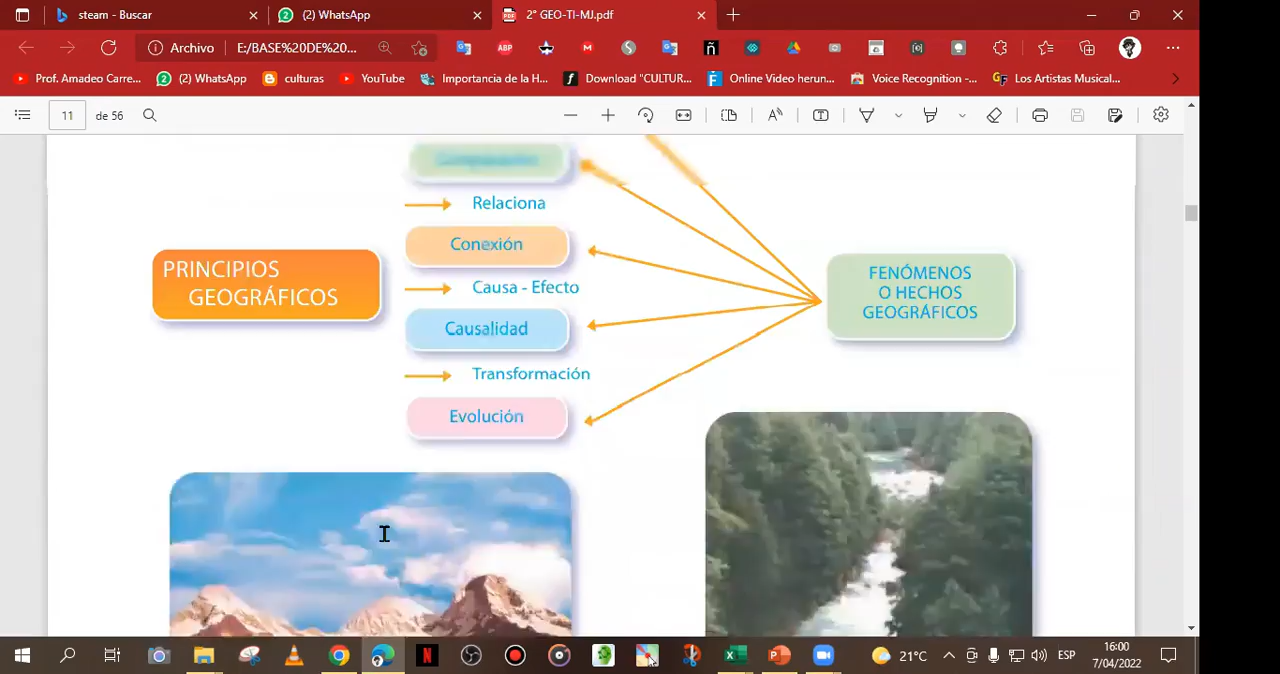 steam - Buscar
(2) WhatsApp
2° GEO-TI-MJ.pdf
Archivo
E:/BASE%20DE%20...
ABP
Prof. Amadeo Carre...
(2) WhatsApp
culturas
YouTube
Importancia de la H...
Download "CULTUR...
Online Video herun...
Voice Recognition -...
Los Artistas Musical...
11
de 56
Relaciona
Conexión
Causa - Efecto
Causalidad
Transformación
Evolución
PRINCIPIOS
GEOGRÁFICOS
FENÓMENOS
O HECHOS
GEOGRÁFICOS
21°C
ESP
16:00
7/04/2022